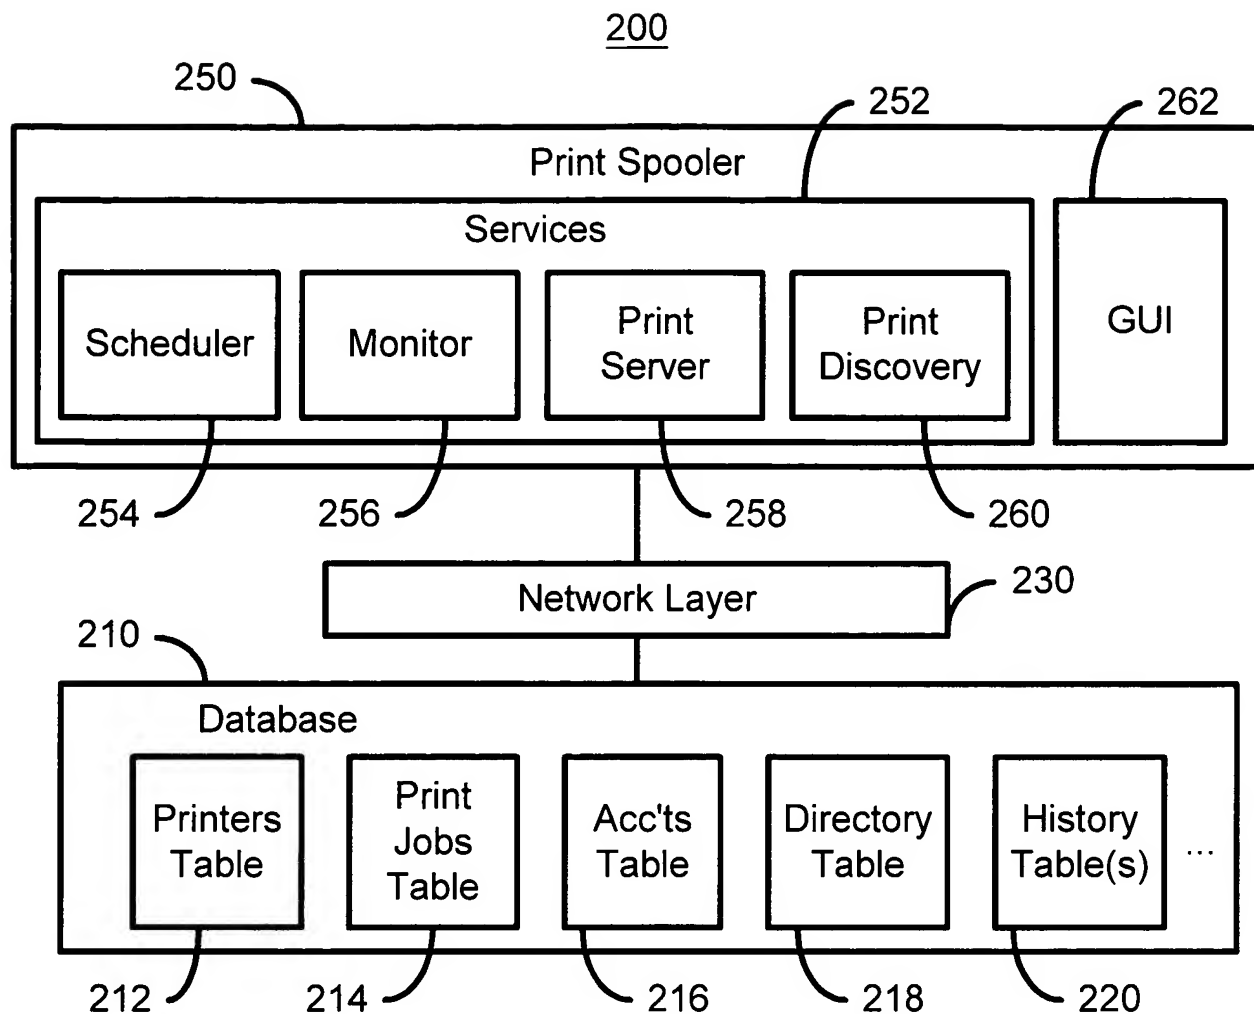 200
250
252
262
Print Spooler
Services
Scheduler
Monitor
Print
Server
Print
Discovery
GUI
254
256
258
260
Network Layer
230
210
Database
Printers
Table
Print
Jobs
Table
Acc'ts
Table
Directory
Table
History
Table(s)
...
212
214
216
218
220